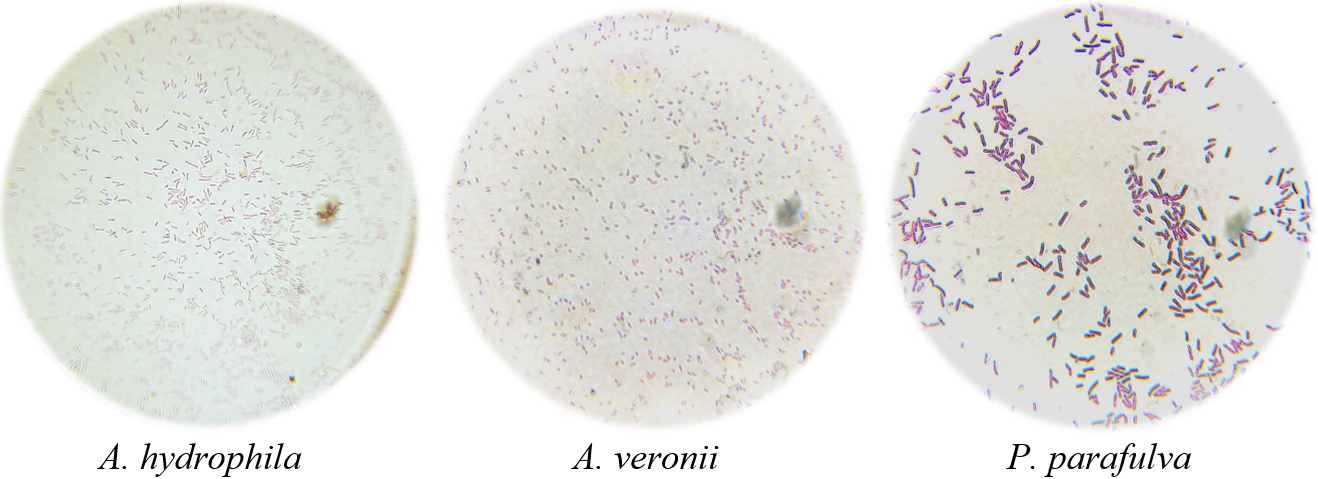 A. hydrophila
A. veronii
P. parafulva